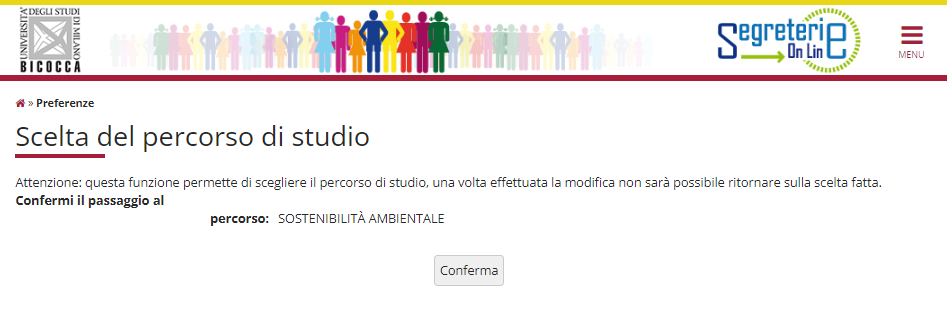 UNIVERSITA' DEGLI STUDI DI MILANO
BICOCCA
Segreterie
On Line
MENU
» Preferenze
Scelta del percorso di studio
Attenzione: questa funzione permette di scegliere il percorso di studio, una volta effettuata la modifica non sarà possibile ritornare sulla scelta fatta.
Confermi il passaggio al
percorso: SOSTENIBILITÀ AMBIENTALE
Conferma